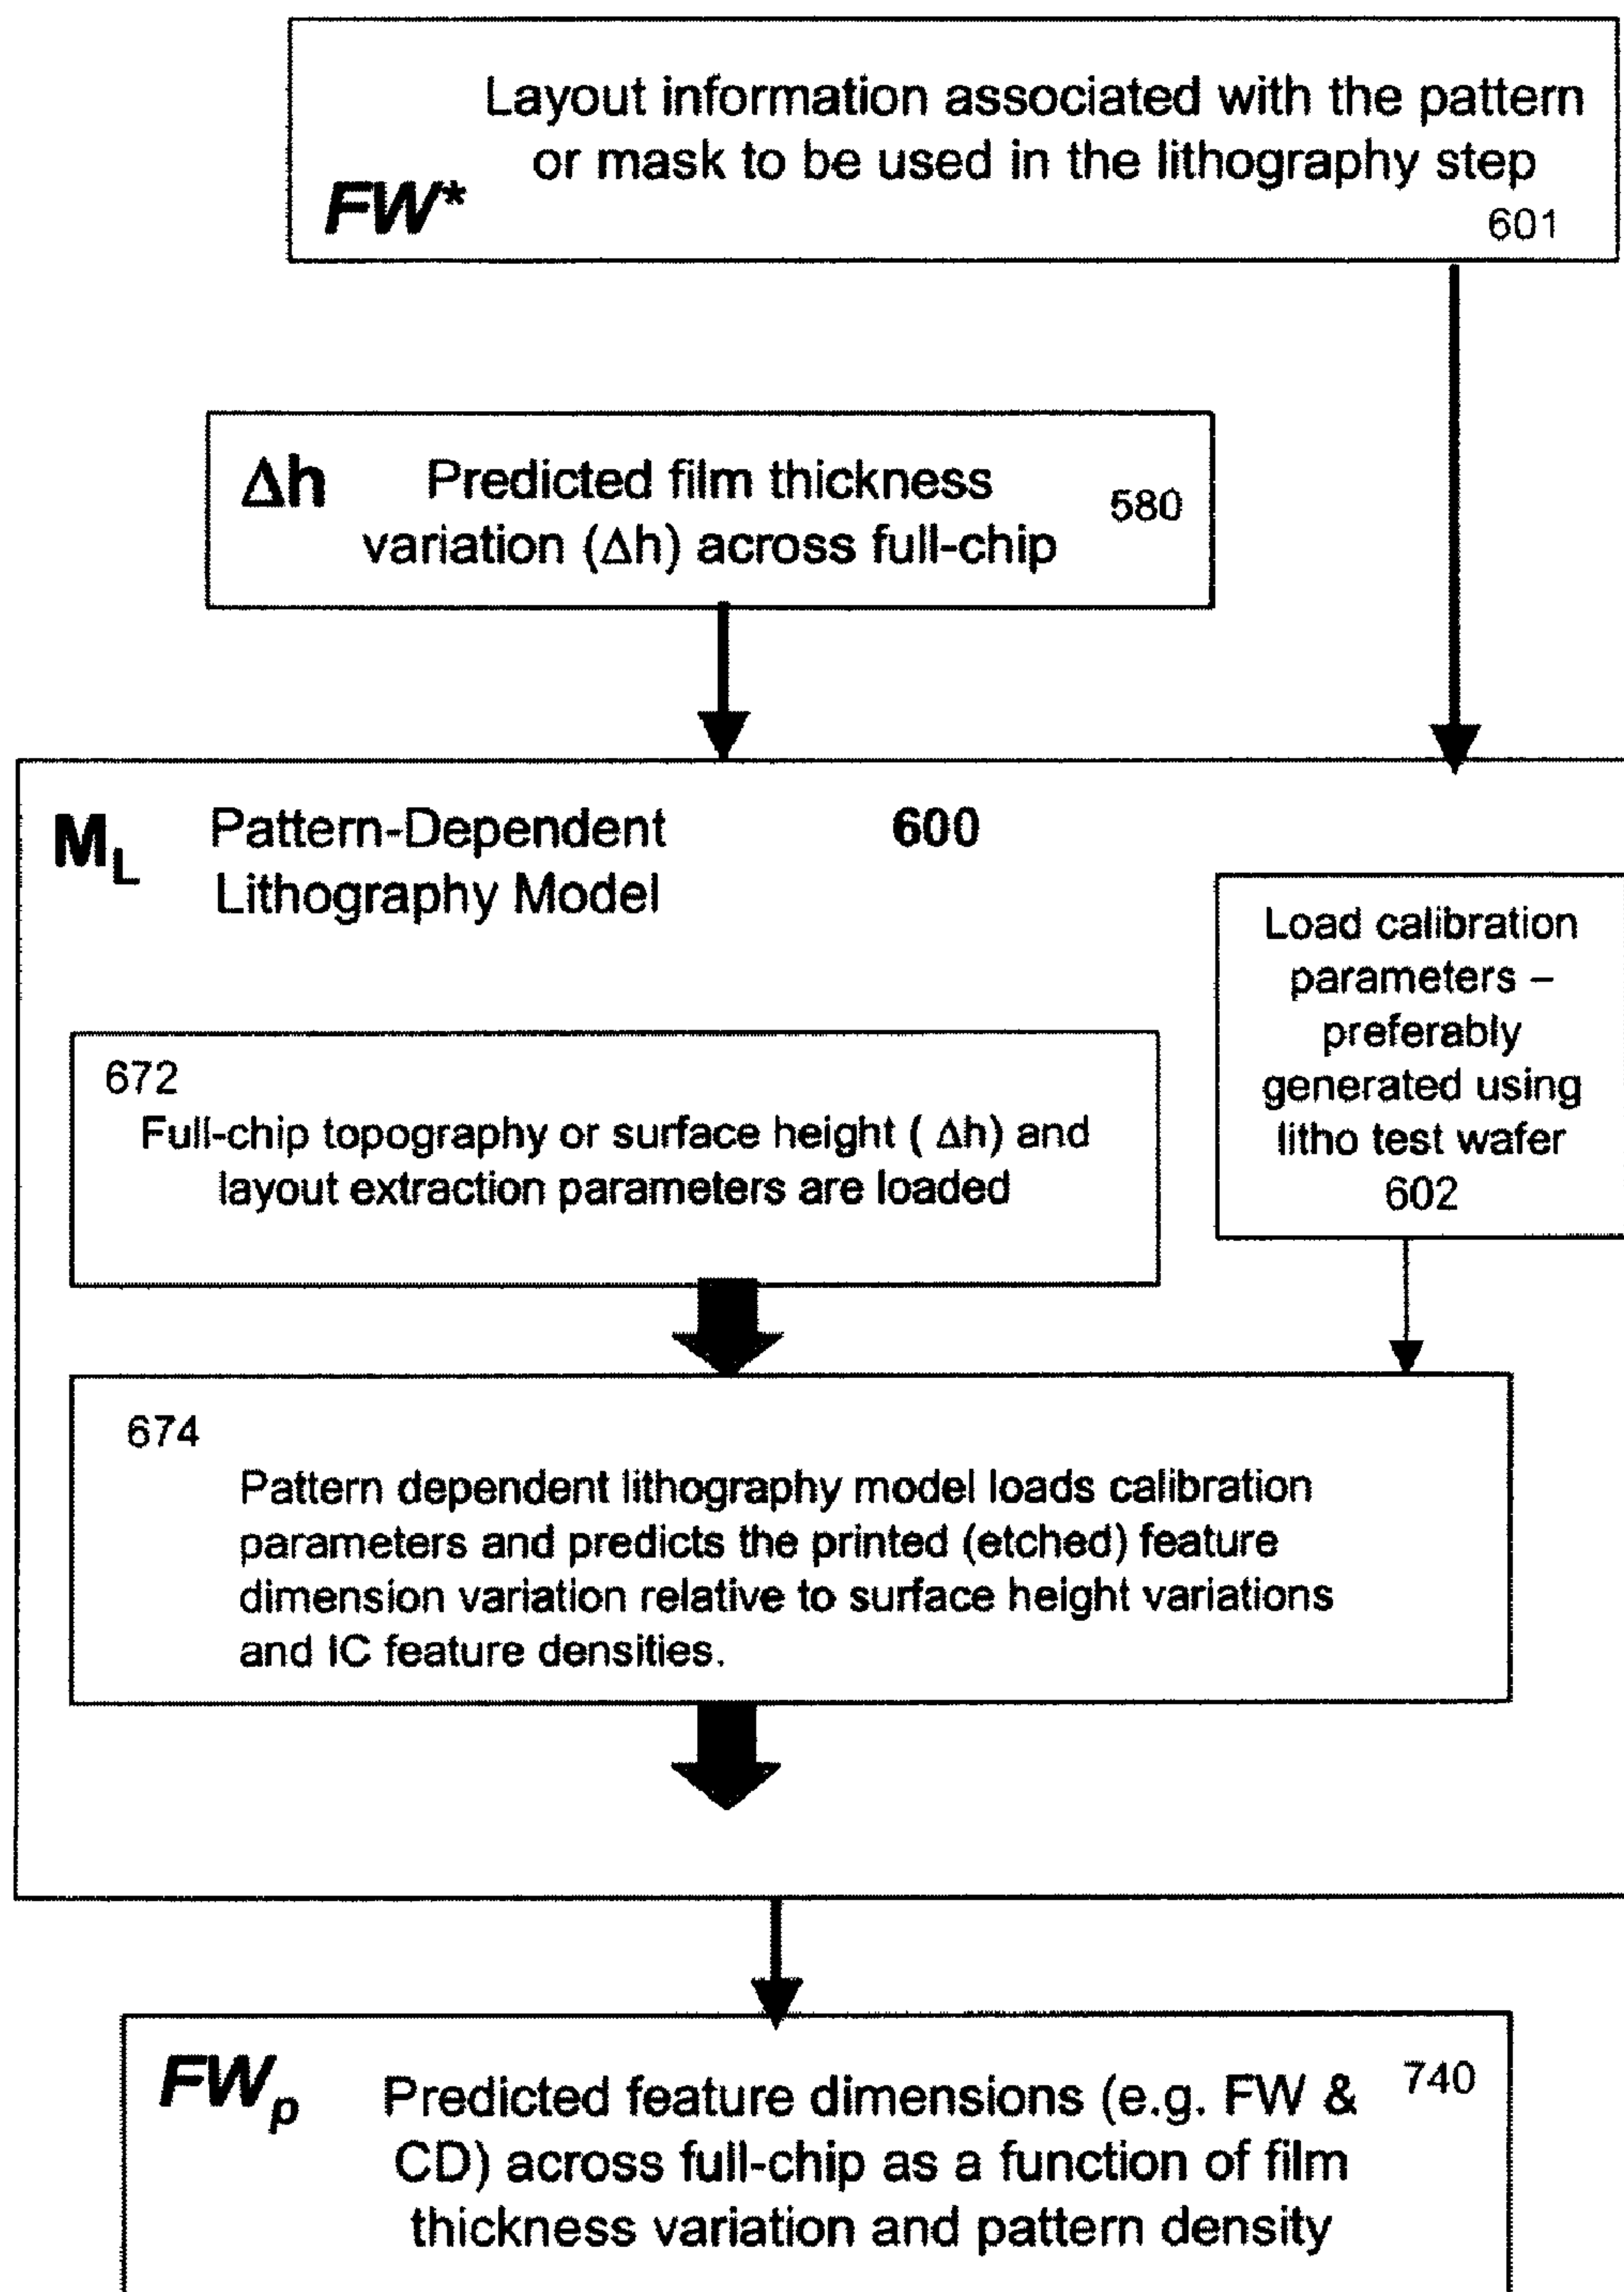 Layout information associated with the pattern
or mask to be used in the lithography step
FW*
601
Δh
Predicted film thickness
variation (Δh) across full-chip
580
M_L
Pattern-Dependent
Lithography Model
600
Load calibration
parameters –
preferably
generated using
litho test wafer
602
672
Full-chip topography or surface height ( Δh) and
layout extraction parameters are loaded
674
Pattern dependent lithography model loads calibration
parameters and predicts the printed (etched) feature
dimension variation relative to surface height variations
and IC feature densities.
FW_p
Predicted feature dimensions (e.g. FW &
CD) across full-chip as a function of film
thickness variation and pattern density
740